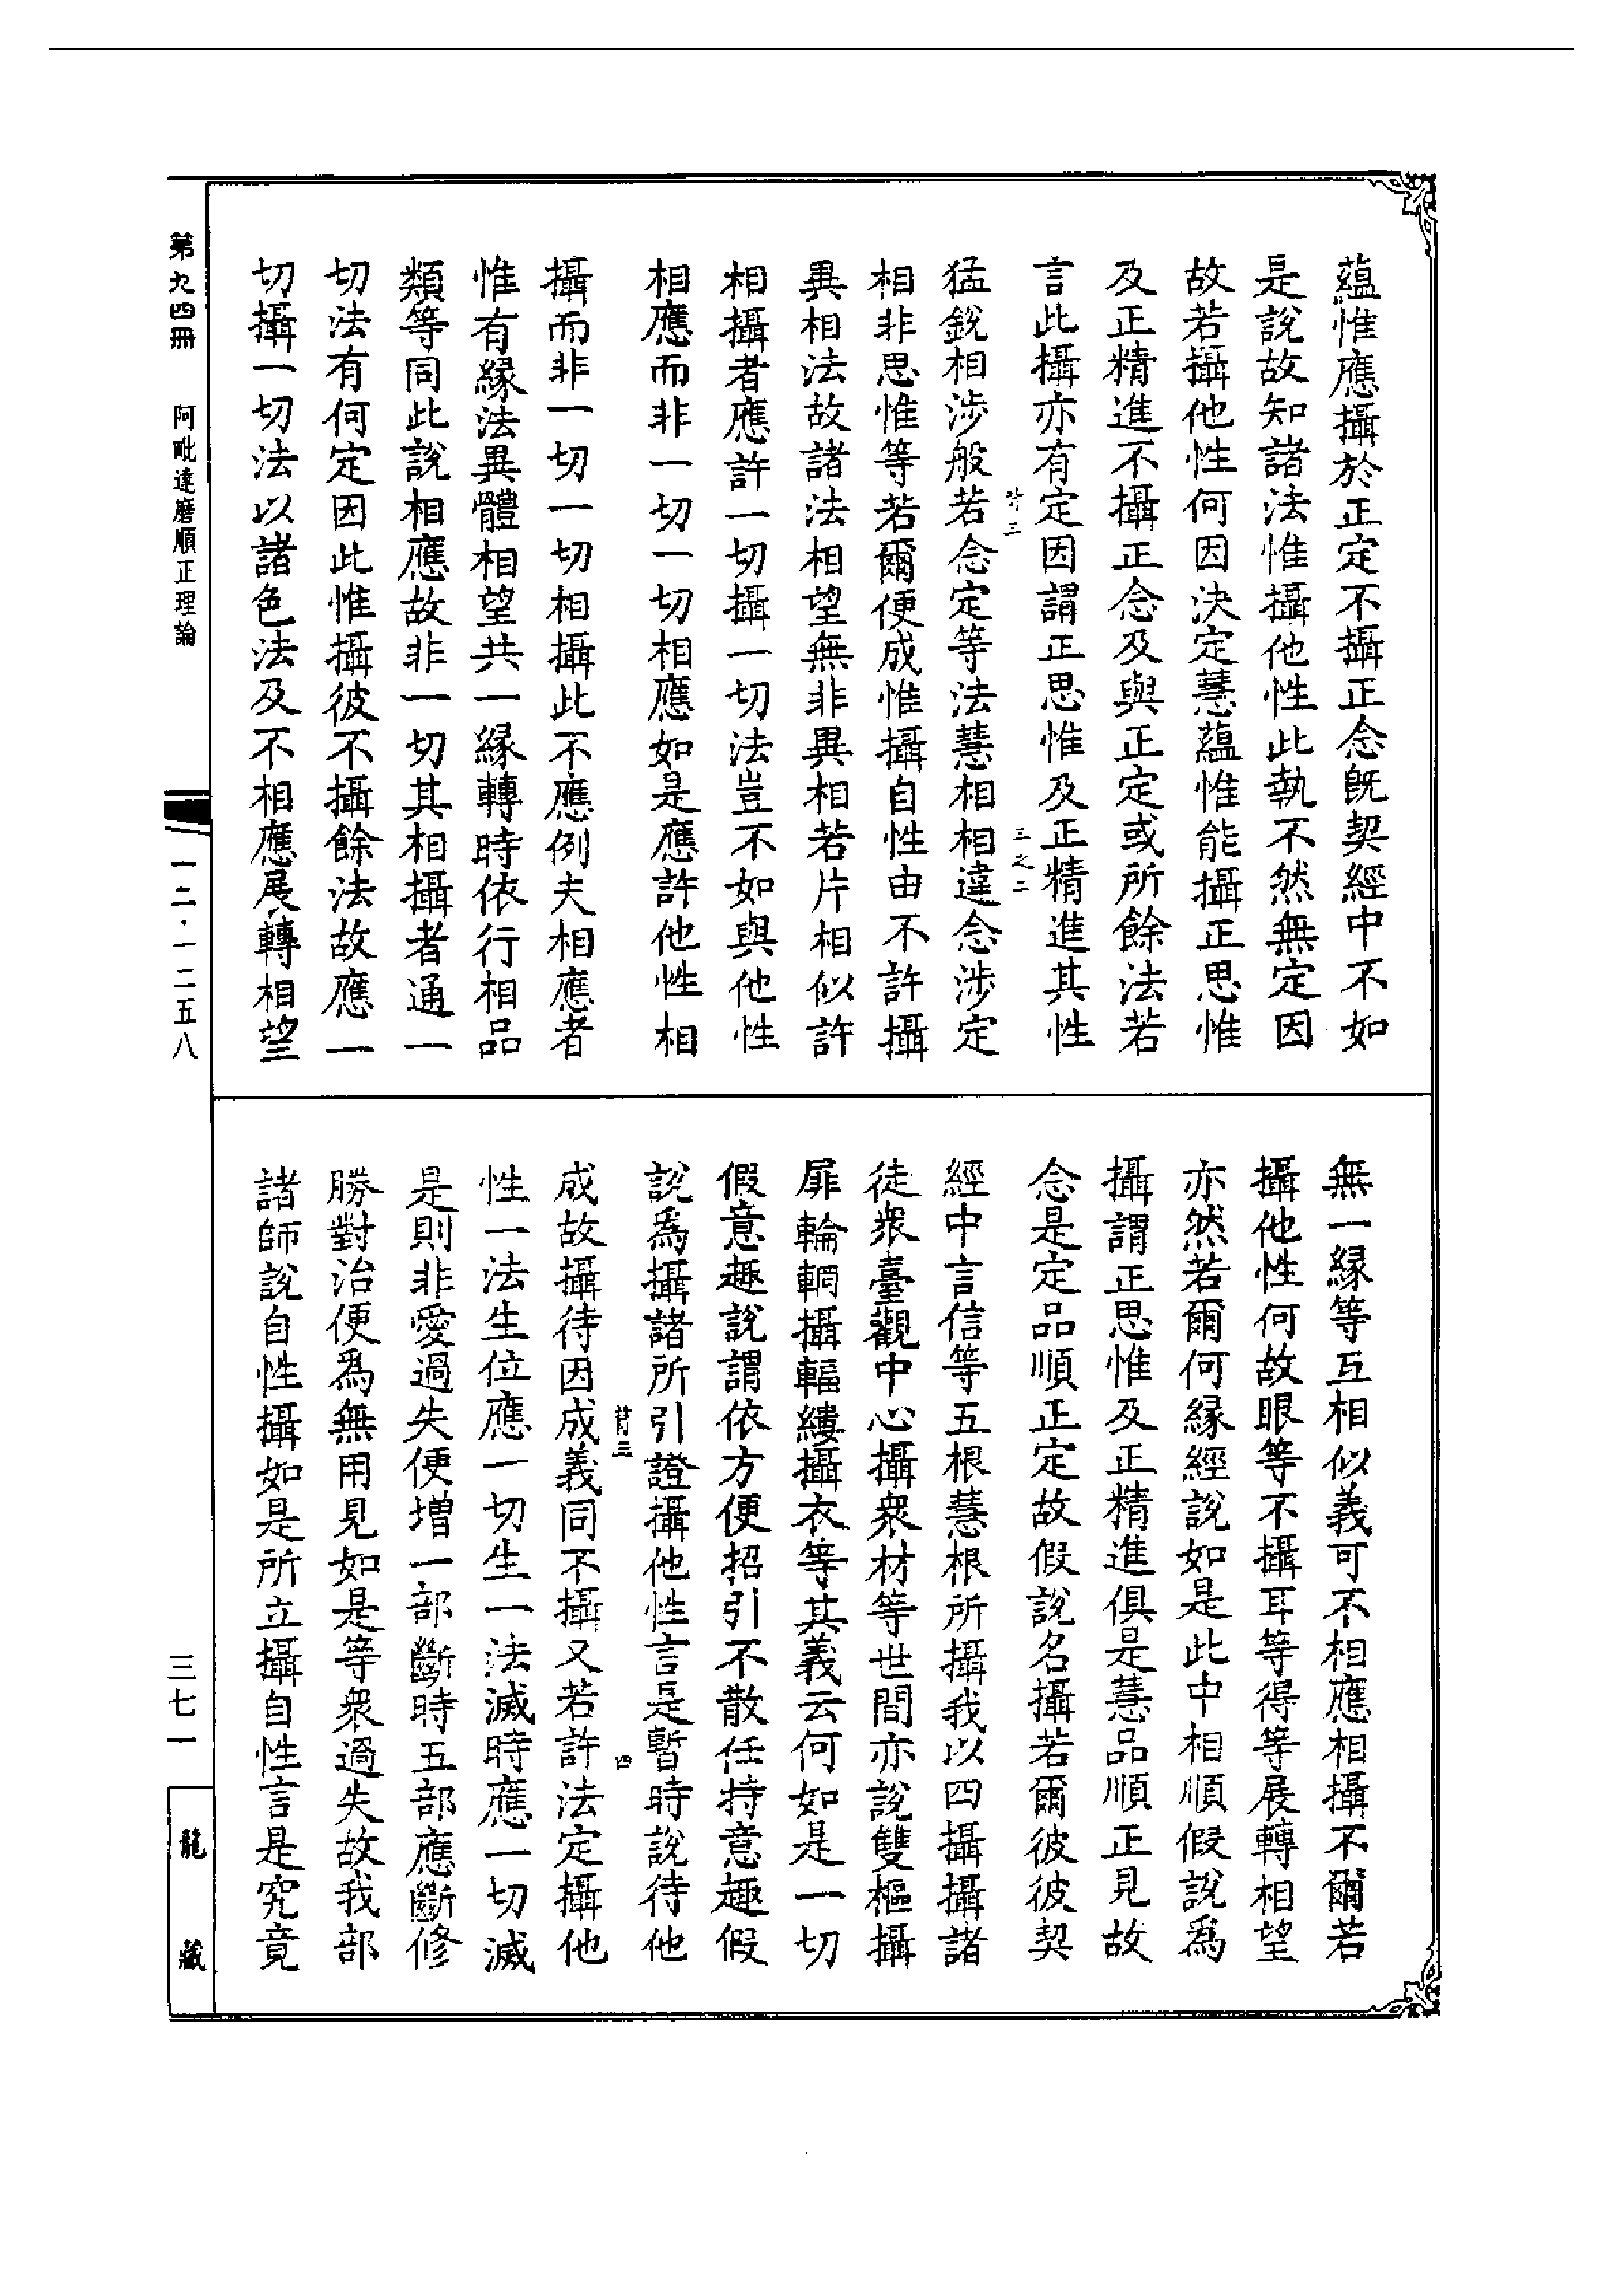 蘊惟應攝於正定不攝正念既契經中不如
是說故知諸法惟攝他性此執不然無定因
故若攝他性何因決定慧蘊惟能攝正思惟
及正精進不攝正念及與正定或所餘法若
言此攝亦有定因謂正思惟及正精進其性
猛銳相涉般若念定等法慧相相違念涉定
相非思惟等若爾便成惟攝自性由不許攝
異相法故諸法相望無非異相若片相似許
相攝者應許一切攝一切法豈不如與他性
相應而非一切一切相應如是應許他性相
攝而非一切一切相攝此不應例夫相應者
惟有緣法異體相望共一緣轉時依行相品
類等同此說相應故非一切其相攝者通一
切法有何定因此惟攝彼不攝餘法故應一
切攝一切法以諸色法及不相應展轉相望
無一緣等互相似義可不相應相攝不爾若
攝他性何故眼等不攝耳等得等展轉相望
亦然若爾何緣經說如是此中相順假說為
攝謂正思惟及正精進俱是慧品順正見故
念是定品順正定故假說名攝若爾彼彼契
經中言信等五根慧根所攝我以四攝攝諸
徒眾臺觀中心攝眾材等世間亦說雙樞攝
扉輪輞攝輻縷攝衣等其義云何如是一切
假意趣說謂依方便招引不散任持意趣假
說為攝諸所引證攝他性言是暫時說待他
成故攝待因成義同不攝又若許法定攝他
性一法生位應一切生一法滅時應一切滅
是則非愛過失便增一部斷時五部應斷修
勝對治便為無用見如是等眾過失故我部
諸師說自性攝如是所立攝自性言是究竟
三之二
三
四
第九四冊 阿毗達磨順正理論
一二·一二五八
三七一
龍藏